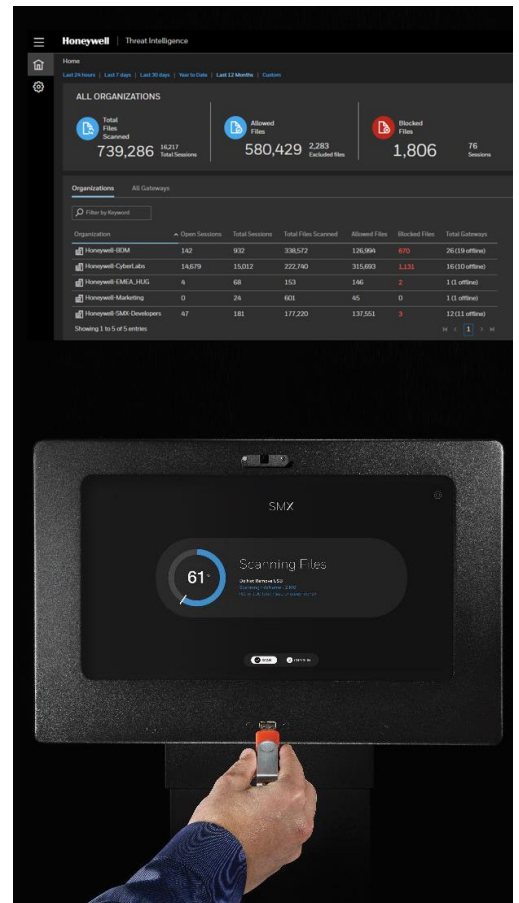 Honeywell | Threat Intelligence
Home
Last 24 hours | Last 7 days | Last 30 days | Year to Date | Last 12 Months | Custom
ALL ORGANIZATIONS
Total Files Scanned 739,286 16,217 Total Sessions
Allowed Files 580,429 2,283 Excluded files
Blocked Files 1,806 76 Sessions
Organizations All Gateways
Filter by Keyword
Organization Open Sessions Total Sessions Total Files Scanned Allowed Files Blocked Files Total Gateways
Honeywell-BDM 142 932 338,572 126,994 670 26 (19 offline)
Honeywell-CyberLabs 14,679 15,012 222,740 315,693 1,131 16 (10 offline)
Honeywell-EMEA_HUG 4 68 153 146 2 1 (1 offline)
Honeywell-Marketing 0 24 601 45 0 1 (1 offline)
Honeywell-SMX-Developers 47 181 177,220 137,551 3 12 (11 offline)
Showing 1 to 5 of 5 entries 1
SMX
61
Scanning Files
Do Not Remove USB
SCAN